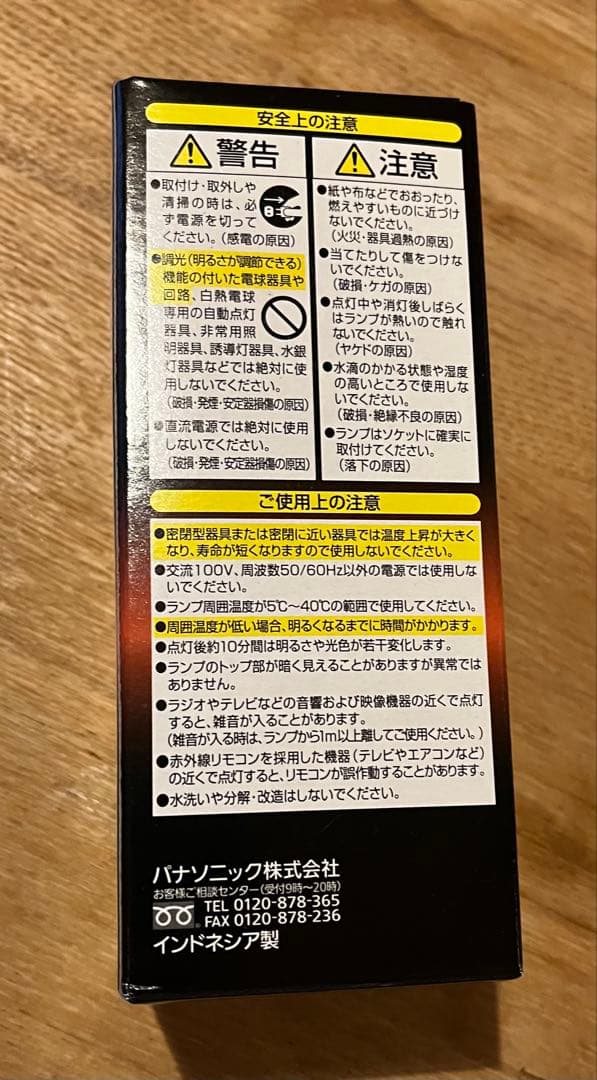 安全上の注意
警告
●取付け・取外しや
清掃の時は、必
ず電源を切って
ください。(感電の原因)
●調光(明るさが調節できる)
機能の付いた電球器具や
回路、白熱電球
専用の自動点灯
器具、非常用照
明器具、誘導灯器具、水銀
灯器具などでは絶対に使
用しないでください。
(破損・発煙・安定器損傷の原因)
●直流電源では絶対に使用
しないでください。
(破損・発煙・安定器損傷の原因)
注意
●紙や布などでおおったり、
燃えやすいものに近づけ
ないでください。
(火災・器具過熱の原因)
●当てたりして傷をつけな
いでください。
(破損・ケガの原因)
●点灯中や消灯後しばらく
はランプが熱いので触れ
ないでください。
(ヤケドの原因)
●水滴のかかる状態や湿度
の高いところで使用しな
いでください。
(破損・絶縁不良の原因)
●ランプはソケットに確実に
取付けてください。
(落下の原因)
ご使用上の注意
●密閉型器具または密閉に近い器具では温度上昇が大きく
なり、寿命が短くなりますので使用しないでください。
●交流100V、周波数50/60Hz以外の電源では使用しな
いでください。
●ランプ周囲温度が5℃〜40℃の範囲で使用してください。
●周囲温度が低い場合、明るくなるまでに時間がかかります。
●点灯後約10分間は明るさや光色が若干変化します。
●ランプのトップ部が暗く見えることがありますが異常では
ありません。
●ラジオやテレビなどの音響および映像機器の近くで点灯
すると、雑音が入ることがあります。
(雑音が入る時は、ランプから1m以上離してご使用ください。)
●赤外線リモコンを採用した機器(テレビやエアコンなど)
の近くで点灯すると、リモコンが誤作動することがあります。
●水洗いや分解・改造はしないでください。
パナソニック株式会社
お客様ご相談センター(受付9時〜20時)
TEL 0120-878-365
FAX 0120-878-236
インドネシア製